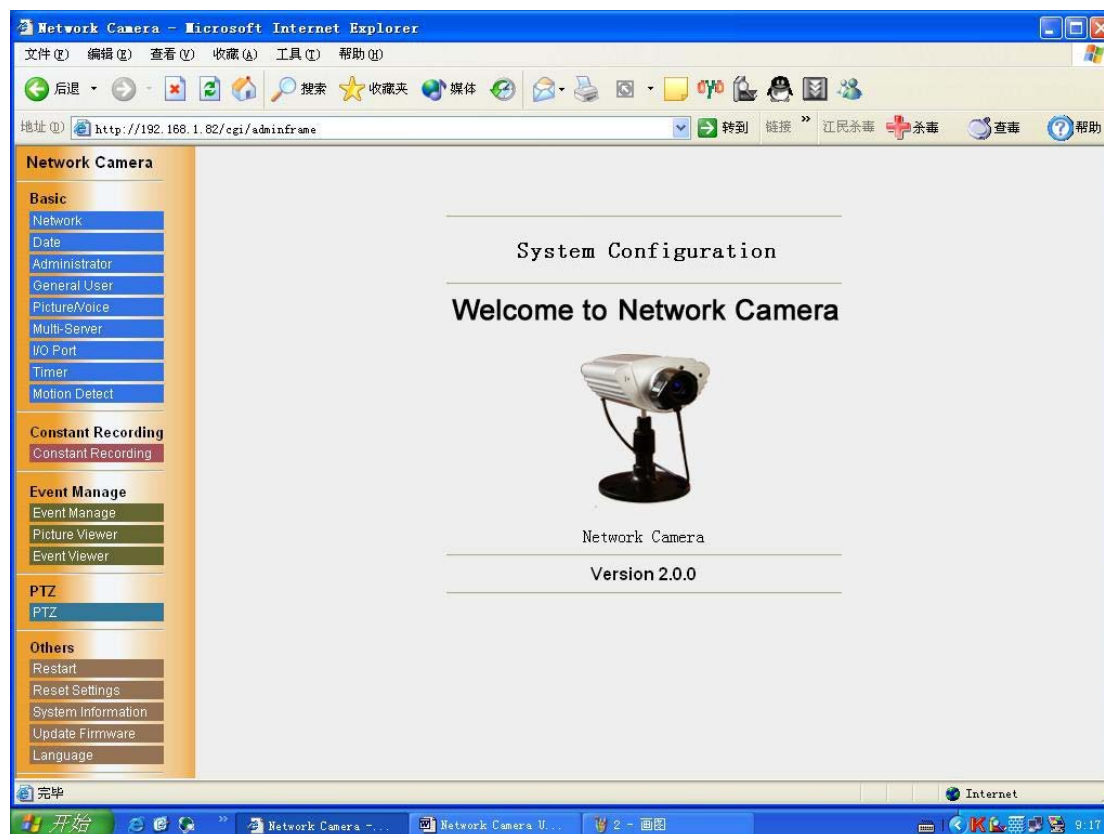 Network Camera - Microsoft Internet Explorer
文件(F) 编辑(E) 查看(V) 收藏(A) 工具(T) 帮助(H)
后退 搜索 收藏夹 媒体
地址(D) http://192.168.1.82/cgi/adminframe 转到 链接 » 江民杀毒 杀毒 查毒 帮助
Network Camera
Basic
Network
Date
Administrator
General User
Picture/Voice
Multi-Server
I/O Port
Timer
Motion Detect
Constant Recording
Constant Recording
Event Manage
Event Manage
Picture Viewer
Event Viewer
PTZ
PTZ
Others
Restart
Reset Settings
System Information
Update Firmware
Language
System Configuration
Welcome to Network Camera
Network Camera
Version 2.0.0
完毕 Internet
开始 » Network Camera -... Network Camera U... 2 - 画图 9:17